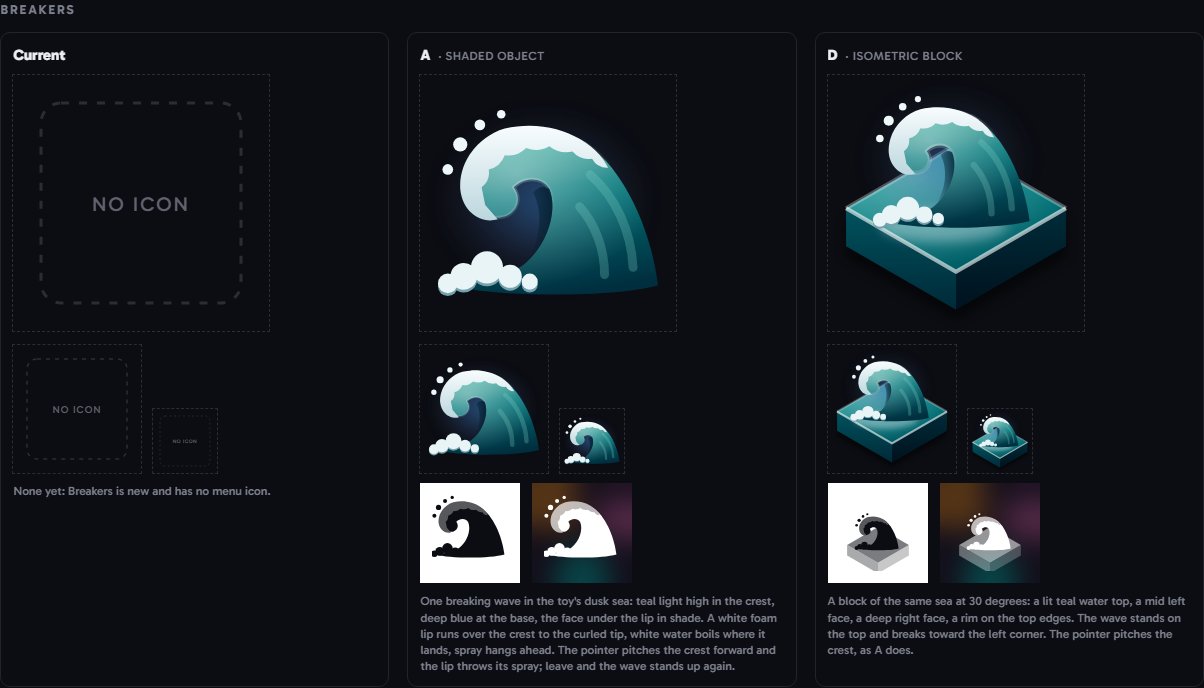 BREAKERS
Current
NO ICON
NO ICON
NO ICON
None yet: Breakers is new and has no menu icon.
A · SHADED OBJECT
One breaking wave in the toy's dusk sea: teal light high in the crest,
deep blue at the base, the face under the lip in shade. A white foam
lip runs over the crest to the curled tip, white water boils where it
lands, spray hangs ahead. The pointer pitches the crest forward and
the lip throws its spray; leave and the wave stands up again.
D · ISOMETRIC BLOCK
A block of the same sea at 30 degrees: a lit teal water top, a mid left
face, a deep right face, a rim on the top edges. The wave stands on
the top and breaks toward the left corner. The pointer pitches the
crest, as A does.